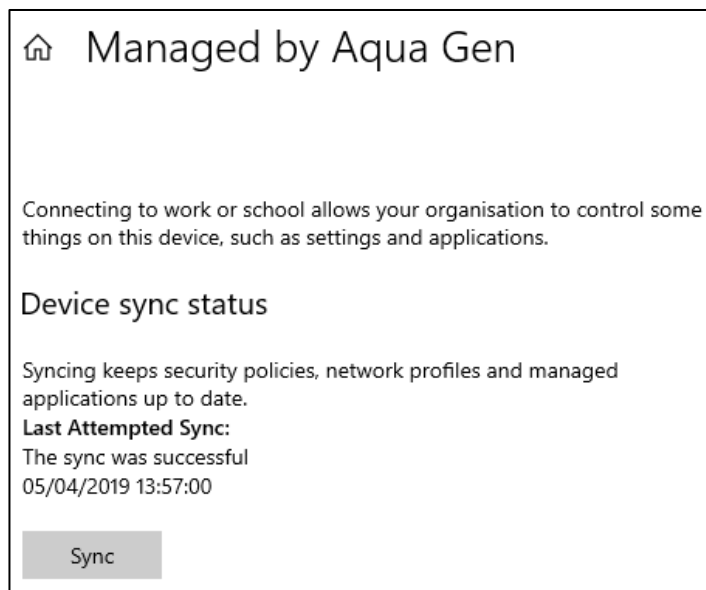 Managed by Aqua Gen
Connecting to work or school allows your organisation to control some
things on this device, such as settings and applications.
Device sync status
Syncing keeps security policies, network profiles and managed
applications up to date.
Last Attempted Sync:
The sync was successful
05/04/2019 13:57:00
Sync